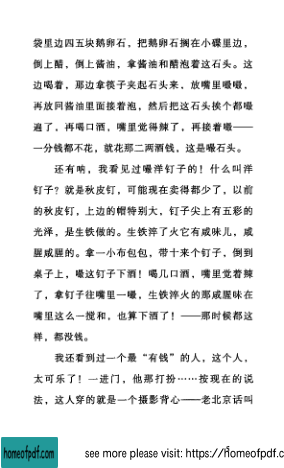 袋里边四五块鹅卵石，把鹅卵石搁在小碟里边，
倒上醋，倒上酱油，拿酱油和醋泡着这石头。这
边喝着，那边拿筷子夹起石头来，放嘴里嘬嘬，
再放回酱油里面接着泡，然后把这石头挨个都嘬
遍了，再喝口酒，嘴里觉得辣了，再接着嘬——
一分钱都不花，就花那二两酒钱，这是嘬石头。
还有呐，我看见过嘬洋钉子的！什么叫洋
钉子？就是秋皮钉，可能现在卖得都少了，以前
的秋皮钉，上边的帽特别大，钉子尖上有五彩的
光泽，是生铁做的。生铁淬了火它有咸味儿，咸
腥咸腥的。拿一小布包包，带十来个钉子，倒到
桌子上，嘬这钉子下酒！喝几口酒，嘴里觉着辣
了，拿钉子往嘴里一嘬，生铁淬火的那咸腥味在
嘴里这么一搅和，也算下酒了！——那时候都这
样，都没钱。
我还看到过一个最“有钱”的人，这个人，
太可乐了！一进门，他那打扮……按现在的说
法，这人穿的就是一个摄影背心——老北京话叫
homeofpdf.com
see more please visit: https://homeofpdf.com